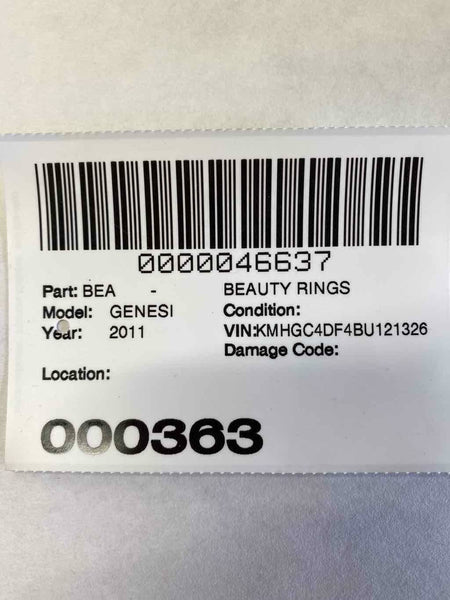 0000046637
Part: BEA - BEAUTY RINGS
Model: GENESI Condition:
Year: 2011 VIN:KMHGC4DF4BU121326
Damage Code:
Location:
000363